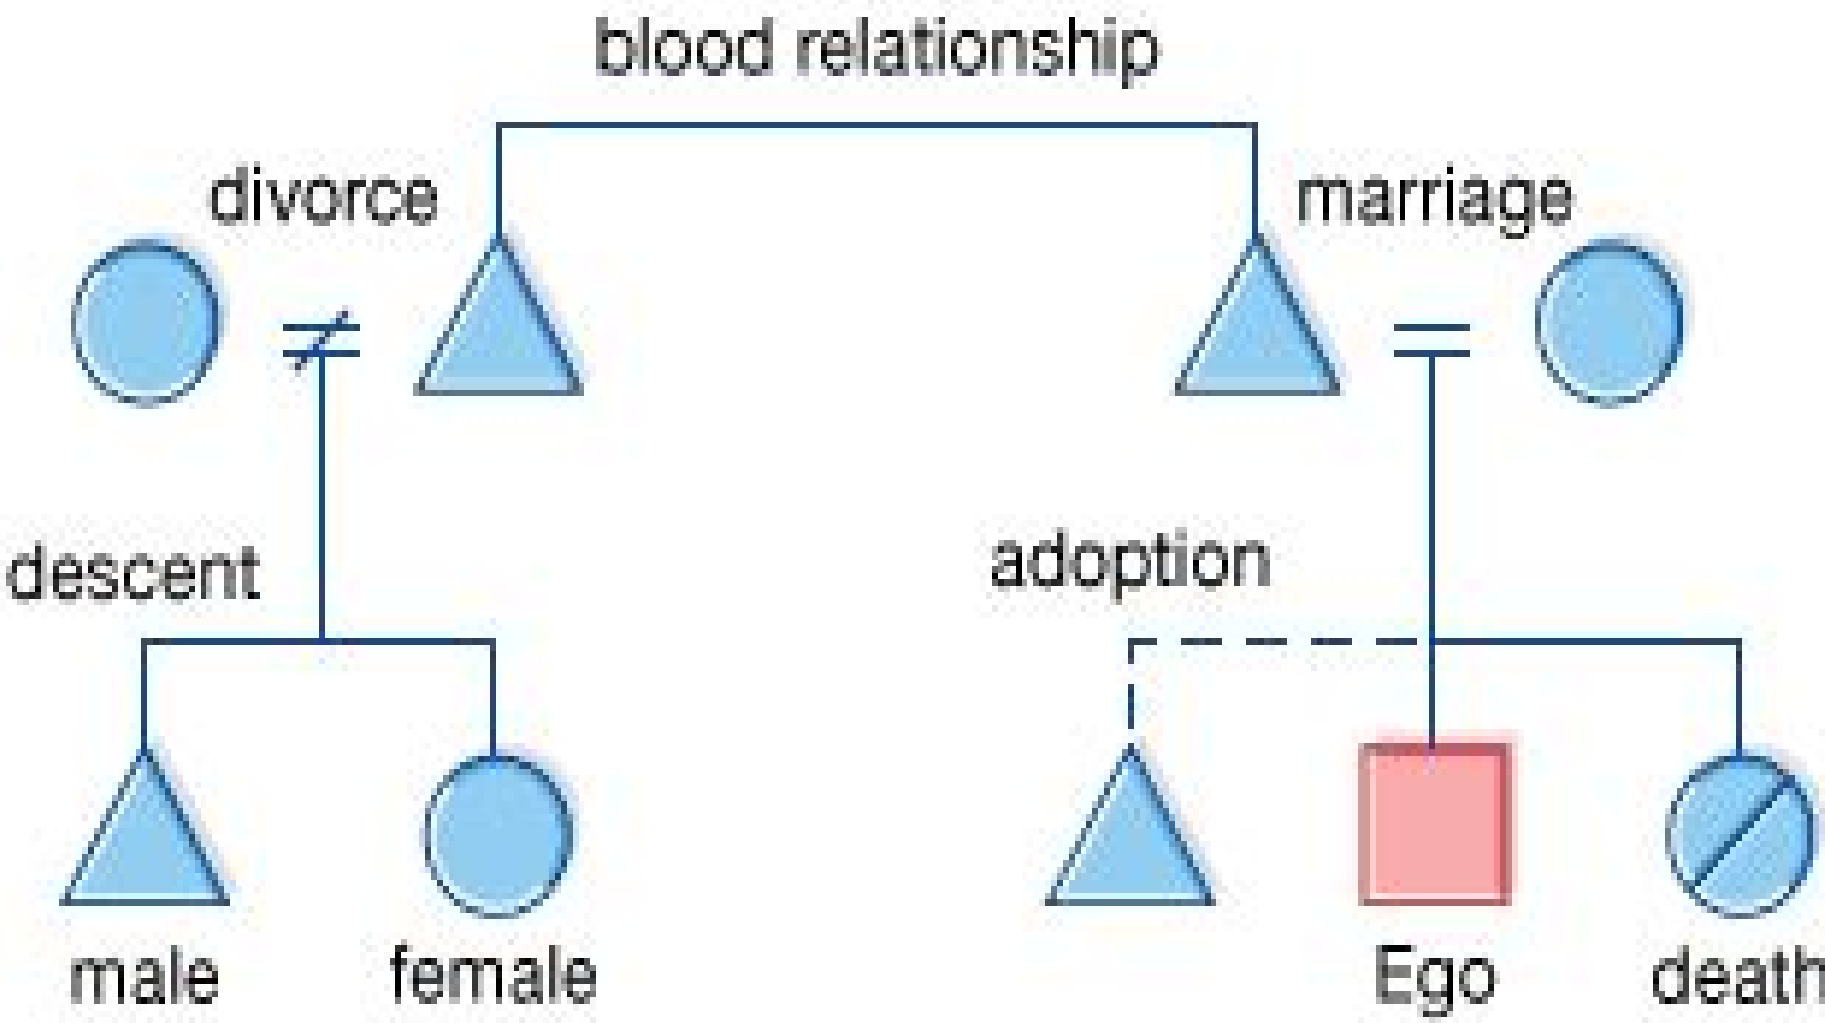 blood relationship
divorce
marriage
descent
adoption
male
female
Ego
death